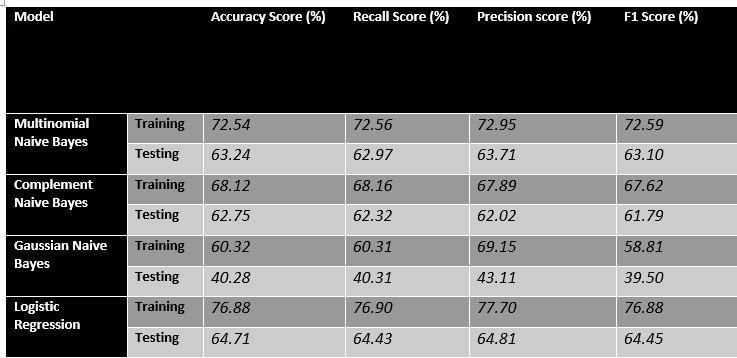 Model Accuracy Score (%) Recall Score (%) Precision score (%) F1 Score (%)
Multinomial Training 72.54 72.56 72.95 72.59
Naive Bayes
Testing 63.24 62.97 63.71 63.10
Complement Training 68.12 68.16 67.89 67.62
Naive Bayes
Testing 62.75 62.32 62.02 61.79
Gaussian Naive Training 60.32 60.31 69.15 58.81
Bayes
Testing 40.28 40.31 43.11 39.50
Logistic Training 76.88 76.90 77.70 76.88
Regression
Testing 64.71 64.43 64.81 64.45